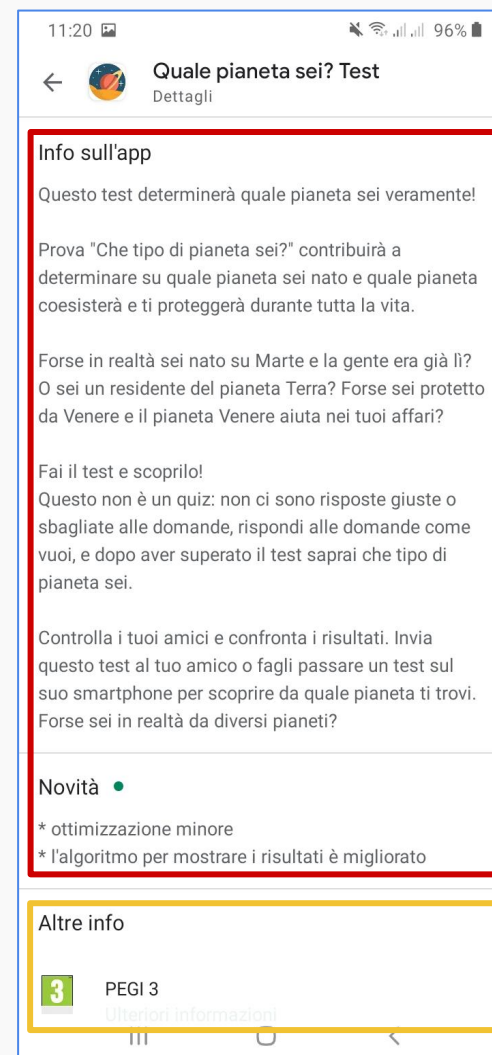 11:20 96%
Quale pianeta sei? Test
Dettagli
Info sull'app
Questo test determinerà quale pianeta sei veramente!
Prova "Che tipo di pianeta sei?" contribuirà a
determinare su quale pianeta sei nato e quale pianeta
coesisterà e ti proteggerà durante tutta la vita.
Forse in realtà sei nato su Marte e la gente era già lì?
O sei un residente del pianeta Terra? Forse sei protetto
da Venere e il pianeta Venere aiuta nei tuoi affari?
Fai il test e scoprilo!
Questo non è un quiz: non ci sono risposte giuste o
sbagliate alle domande, rispondi alle domande come
vuoi, e dopo aver superato il test saprai che tipo di
pianeta sei.
Controlla i tuoi amici e confronta i risultati. Invia
questo test al tuo amico o fagli passare un test sul
suo smartphone per scoprire da quale pianeta ti trovi.
Forse sei in realtà da diversi pianeti?
Novità
* ottimizzazione minore
* l'algoritmo per mostrare i risultati è migliorato
Altre info
3 PEGI 3
Ulteriori informazioni